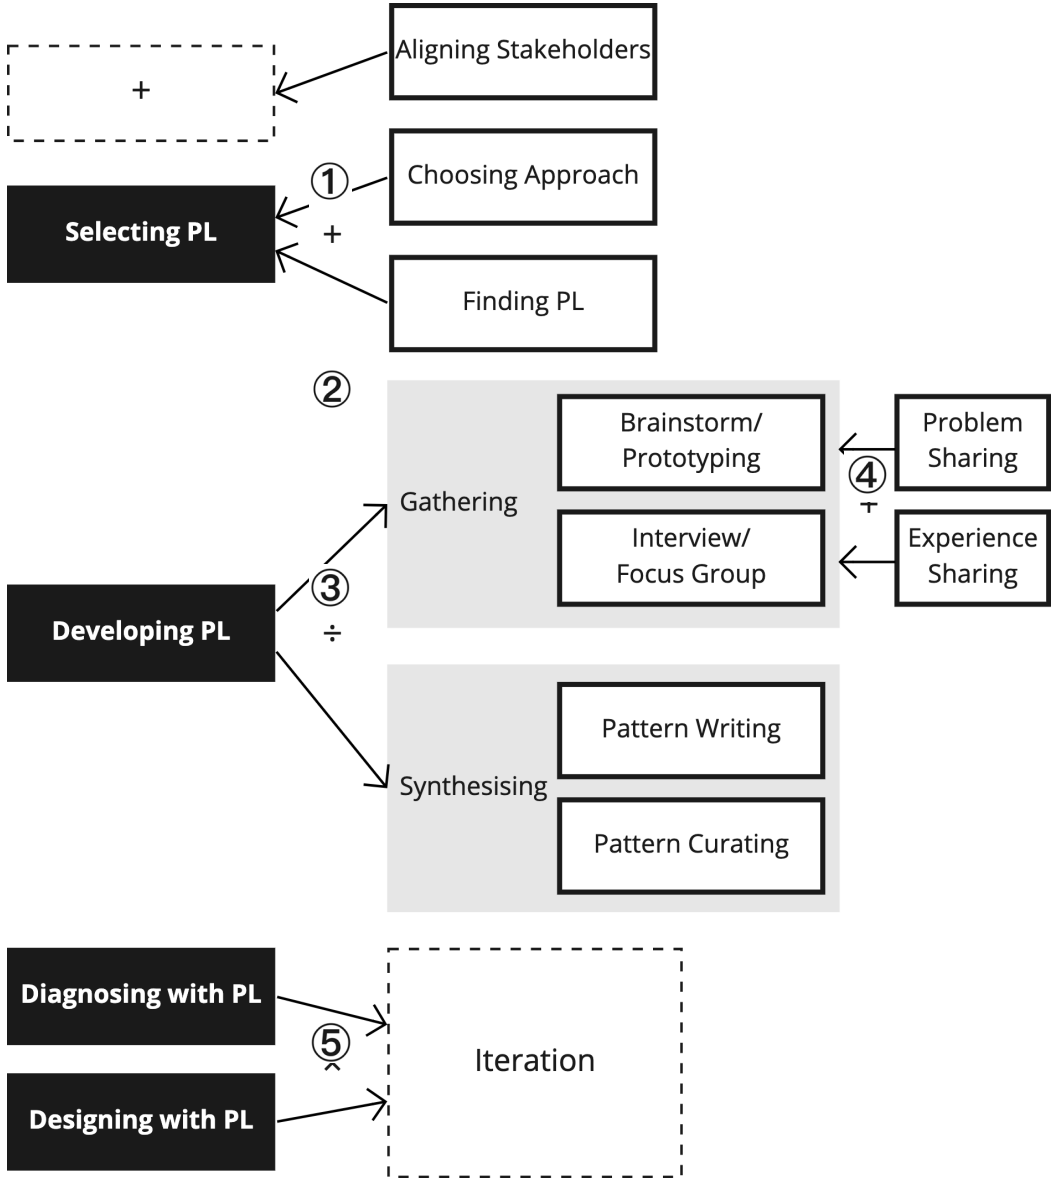 Aligning Stakeholders
+
①
Choosing Approach
Selecting PL
+
Finding PL
②
Brainstorm/
Prototyping
Problem
Sharing
④
+
Gathering
Interview/
Focus Group
Experience
Sharing
③
÷
Developing PL
Pattern Writing
Synthesising
Pattern Curating
Diagnosing with PL
⑤
^
Iteration
Designing with PL